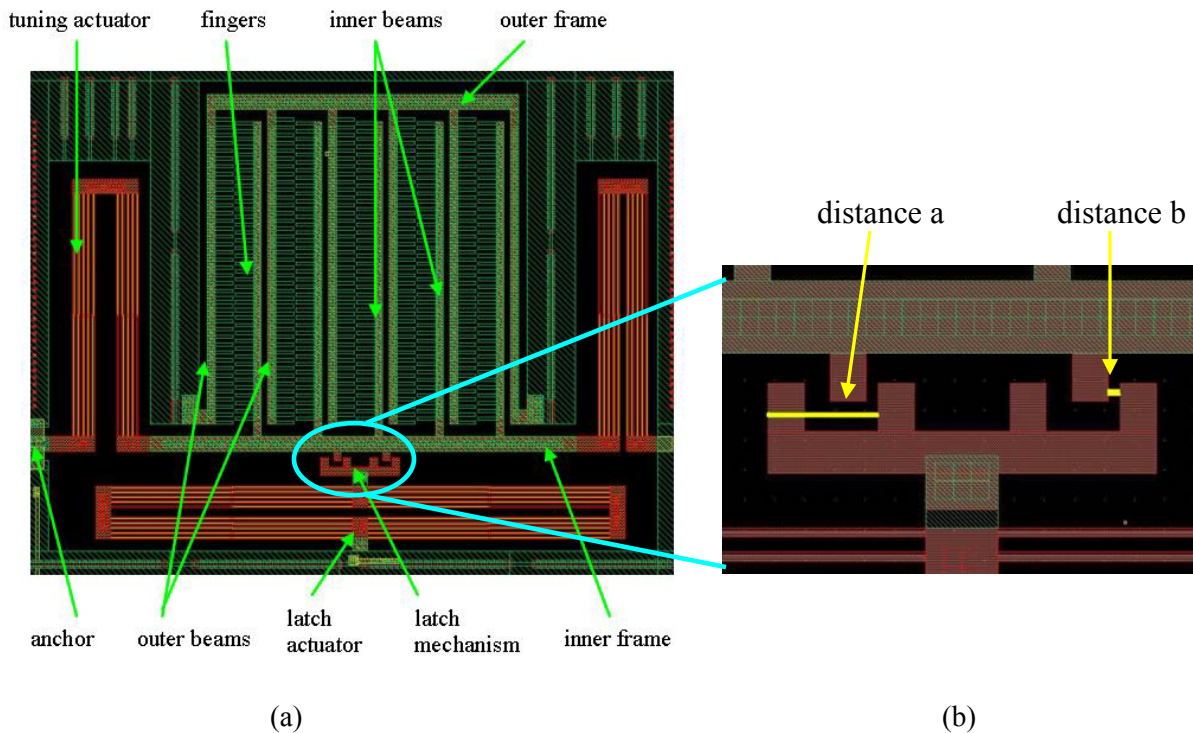 tuning actuator
fingers
inner beams
outer frame
distance a
distance b
anchor
outer beams
latch
actuator
latch
mechanism
inner frame
(a)
(b)